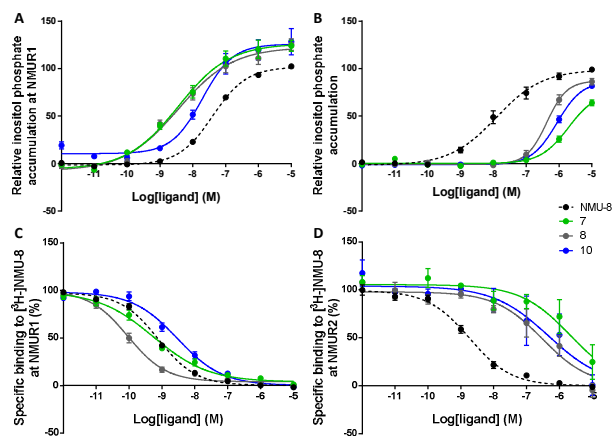 A
Relative inositol phosphate
accumulation at NMUR1
150
100
50
0
50
-11 -10 -9 -8 -7 -6 -5
Log[ligand] (M)
B
Relative inositol phosphate
accumulation
150
100
50
0
50
-11 -10 -9 -8 -7 -6 -5
Log[ligand] (M)
NMU-8
7
8
10
C
Specific binding to [³H-]NMU-8
at NMUR1 (%)
150
100
50
0
50
-11 -10 -9 -8 -7 -6 -5
Log[ligand] (M)
D
Specific binding to [³H-]NMU-8
at NMUR2 (%)
150
100
50
0
50
-11 -10 -9 -8 -7 -6 -5
Log[ligand] (M)